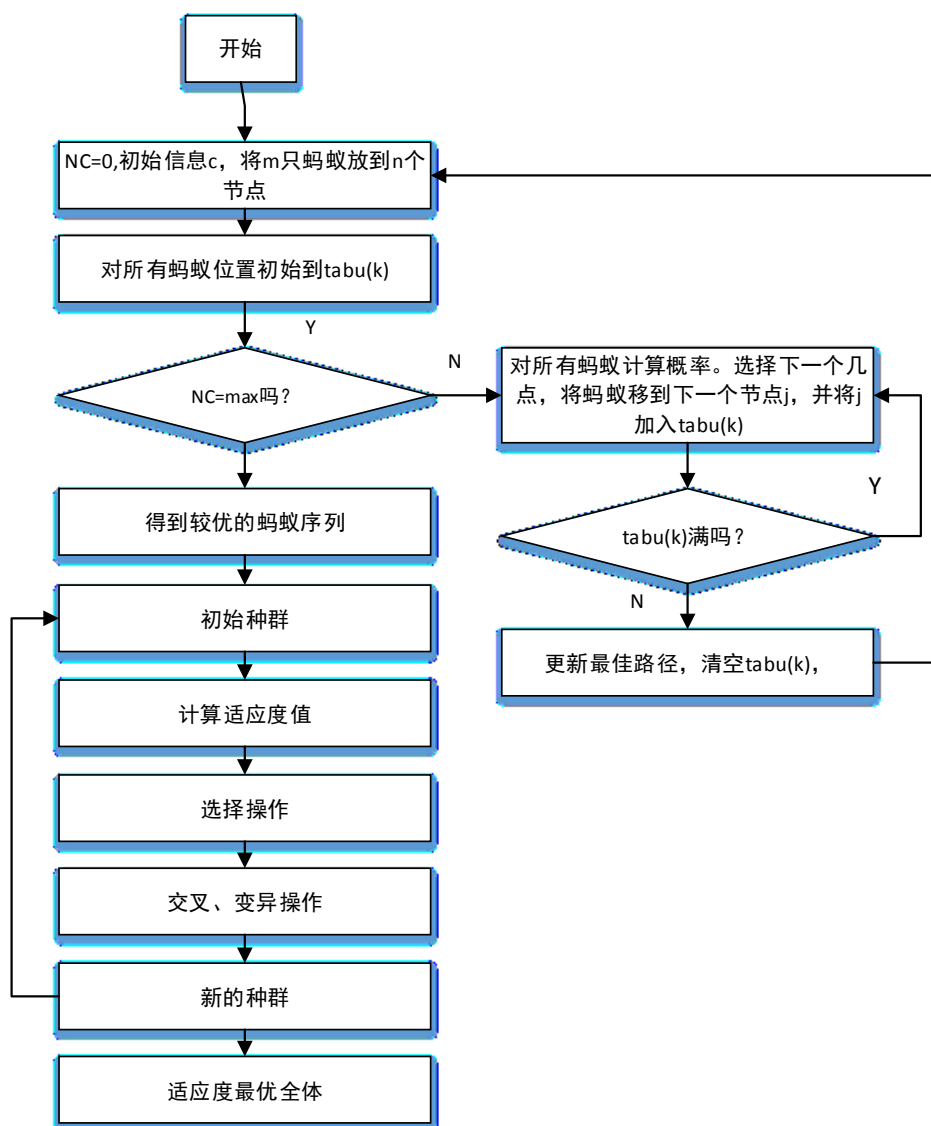 开始
NC=0,初始信息c，将m只蚂蚁放到n个
节点
对所有蚂蚁位置初始到tabu(k)
Y
NC=max吗？
N
对所有蚂蚁计算概率。选择下一个几
点，将蚂蚁移到下一个节点j，并将j
加入tabu(k)
Y
tabu(k)满吗？
N
更新最佳路径，清空tabu(k)，
得到较优的蚂蚁序列
初始种群
计算适应度值
选择操作
交叉、变异操作
新的种群
适应度最优全体